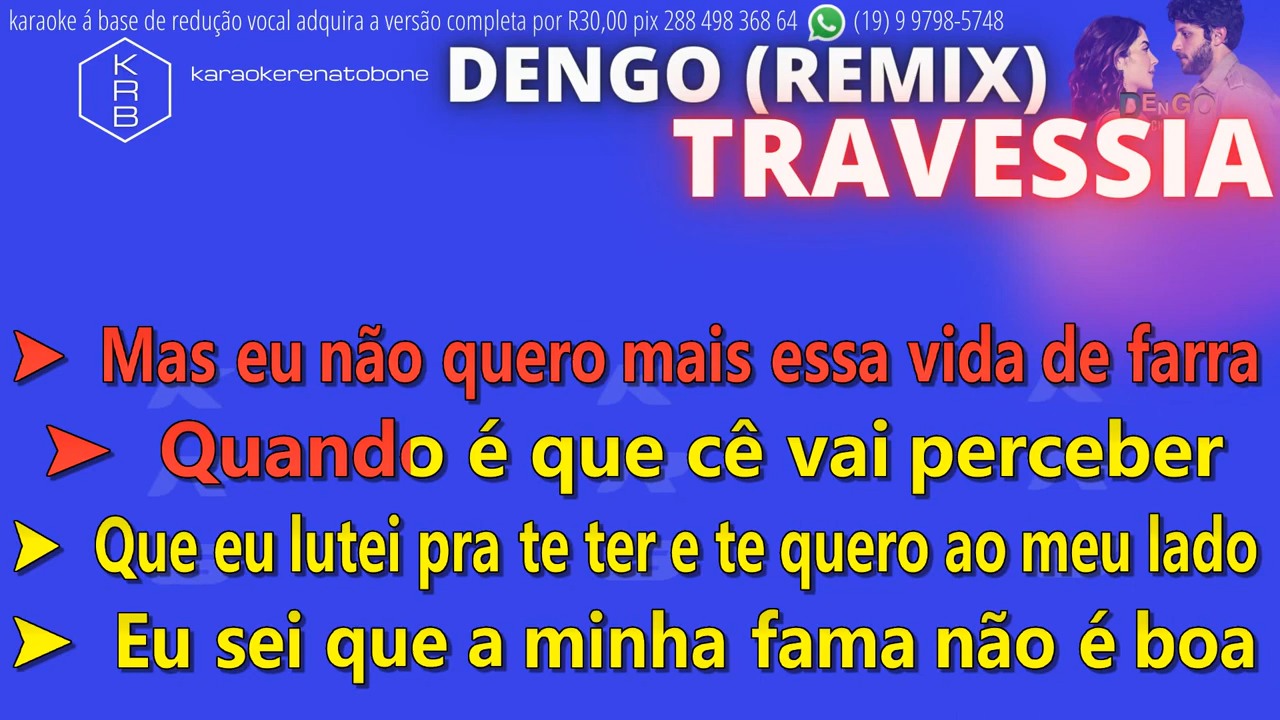 karaoke á base de redução vocal adquira a versão completa por R30,00 pix 288 498 368 64 (19) 9 9798-5748
KRB
karaokerenatobone
DENGO (REMIX)
DENGO
TRAVESSIA
Mas eu não quero mais essa vida de farra
Quando é que cê vai perceber
Que eu lutei pra te ter e te quero ao meu lado
Eu sei que a minha fama não é boa